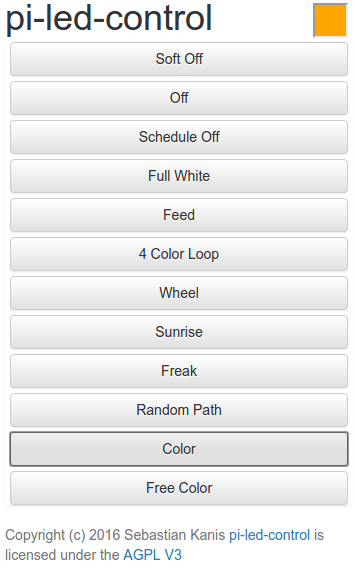 pi-led-control
Soft Off
Off
Schedule Off
Full White
Feed
4 Color Loop
Wheel
Sunrise
Freak
Random Path
Color
Free Color
Copyright (c) 2016 Sebastian Kanis pi-led-control is
licensed under the AGPL V3